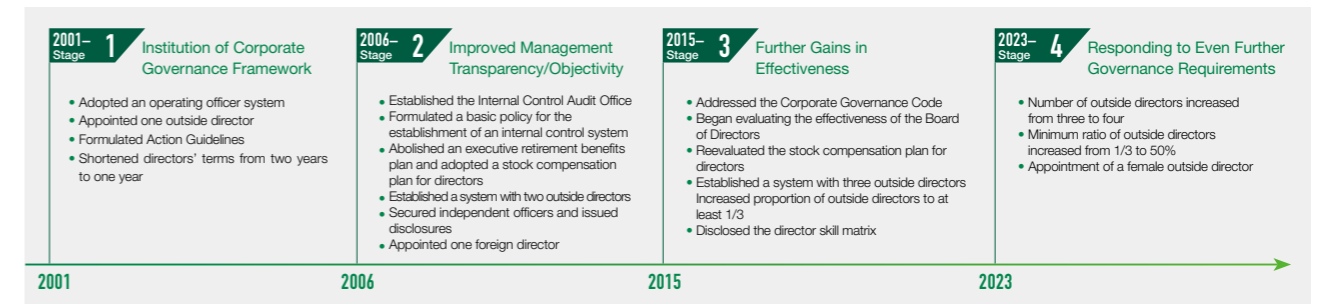 2001–
Stage 1
Institution of Corporate
Governance Framework
• Adopted an operating officer system
• Appointed one outside director
• Formulated Action Guidelines
• Shortened directors' terms from two years
to one year
2006–
Stage 2
Improved Management
Transparency/Objectivity
• Established the Internal Control Audit Office
• Formulated a basic policy for the
establishment of an internal control system
• Abolished an executive retirement benefits
plan and adopted a stock compensation
plan for directors
• Established a system with two outside directors
• Secured independent officers and issued
disclosures
• Appointed one foreign director
2015–
Stage 3
Further Gains in
Effectiveness
• Addressed the Corporate Governance Code
• Began evaluating the effectiveness of the Board
of Directors
• Reevaluated the stock compensation plan for
directors
• Established a system with three outside directors
Increased proportion of outside directors to at
least 1/3
• Disclosed the director skill matrix
2023–
Stage 4
Responding to Even Further
Governance Requirements
• Number of outside directors increased
from three to four
• Minimum ratio of outside directors
increased from 1/3 to 50%
• Appointment of a female outside director
2001
2006
2015
2023